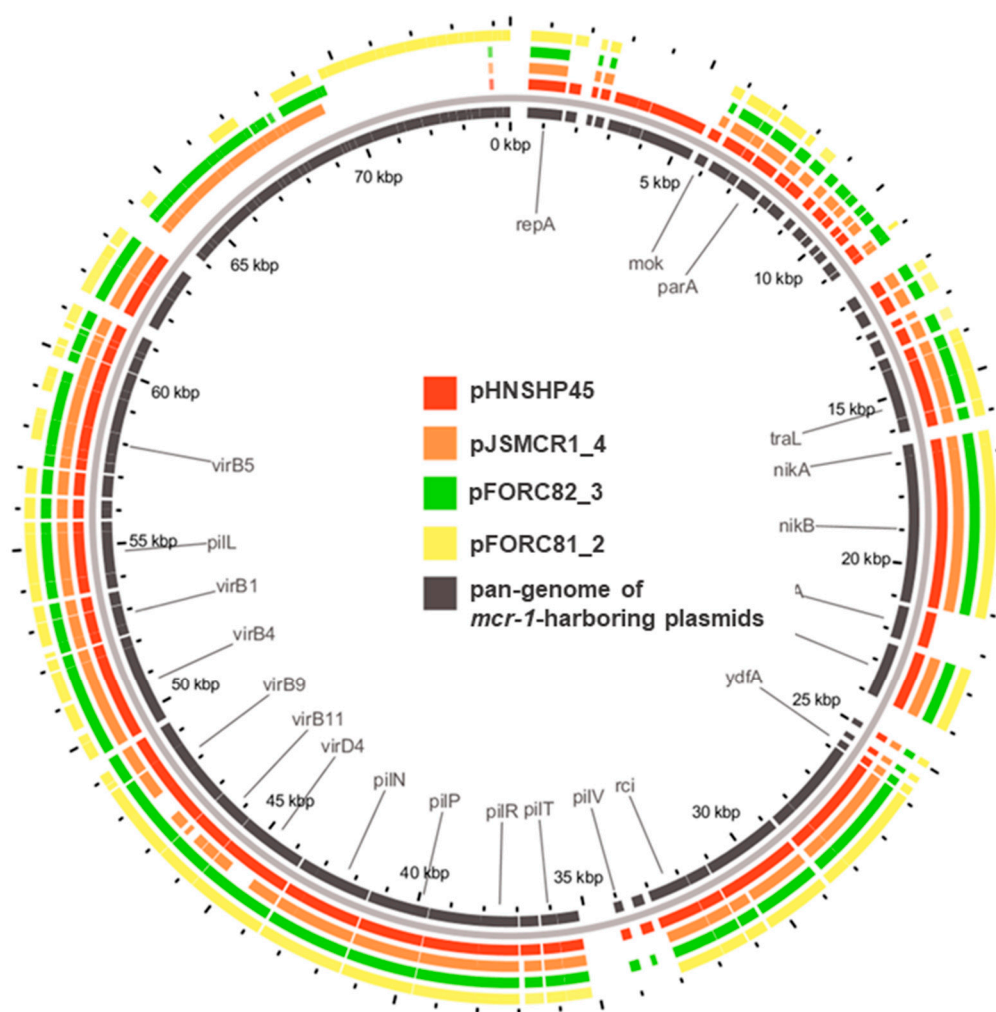 0 kbp
70 kbp
5 kbp
repA
65 kbp
mok
10 kbp
parA
pHNSHP45
60 kbp
pJSMCR1_4
15 kbp
traL
virB5
nikA
pFORC82_3
nikB
55 kbp
pilL
pFORC81_2
20 kbp
virB1
pan-genome of
mcr-1-harboring plasmids
A
virB4
ydfA
50 kbp
virB9
25 kbp
virB11
virD4
pilN
45 kbp
pilP
pilR
pilT
pilV
rci
30 kbp
40 kbp
35 kbp